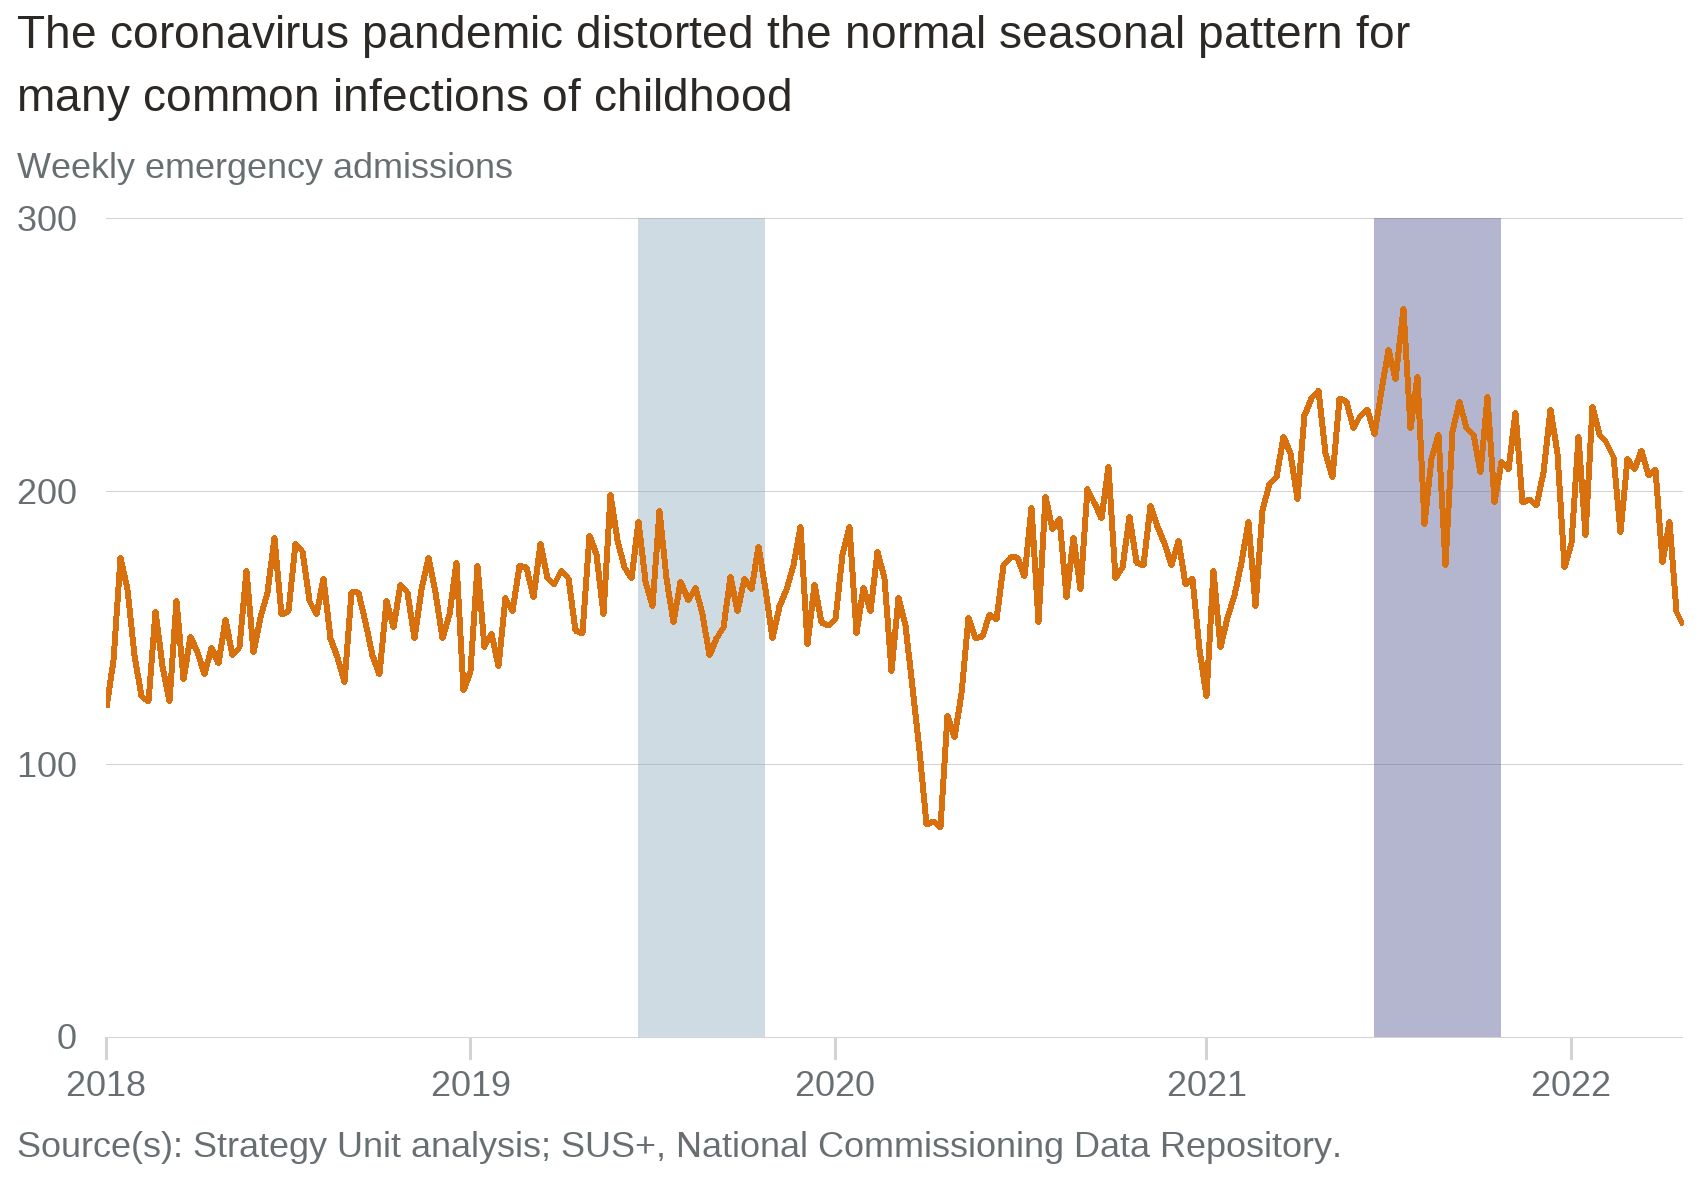 The coronavirus pandemic distorted the normal seasonal pattern for
many common infections of childhood
Weekly emergency admissions
300
200
100
0
2018 2019 2020 2021 2022
Source(s): Strategy Unit analysis; SUS+, National Commissioning Data Repository.